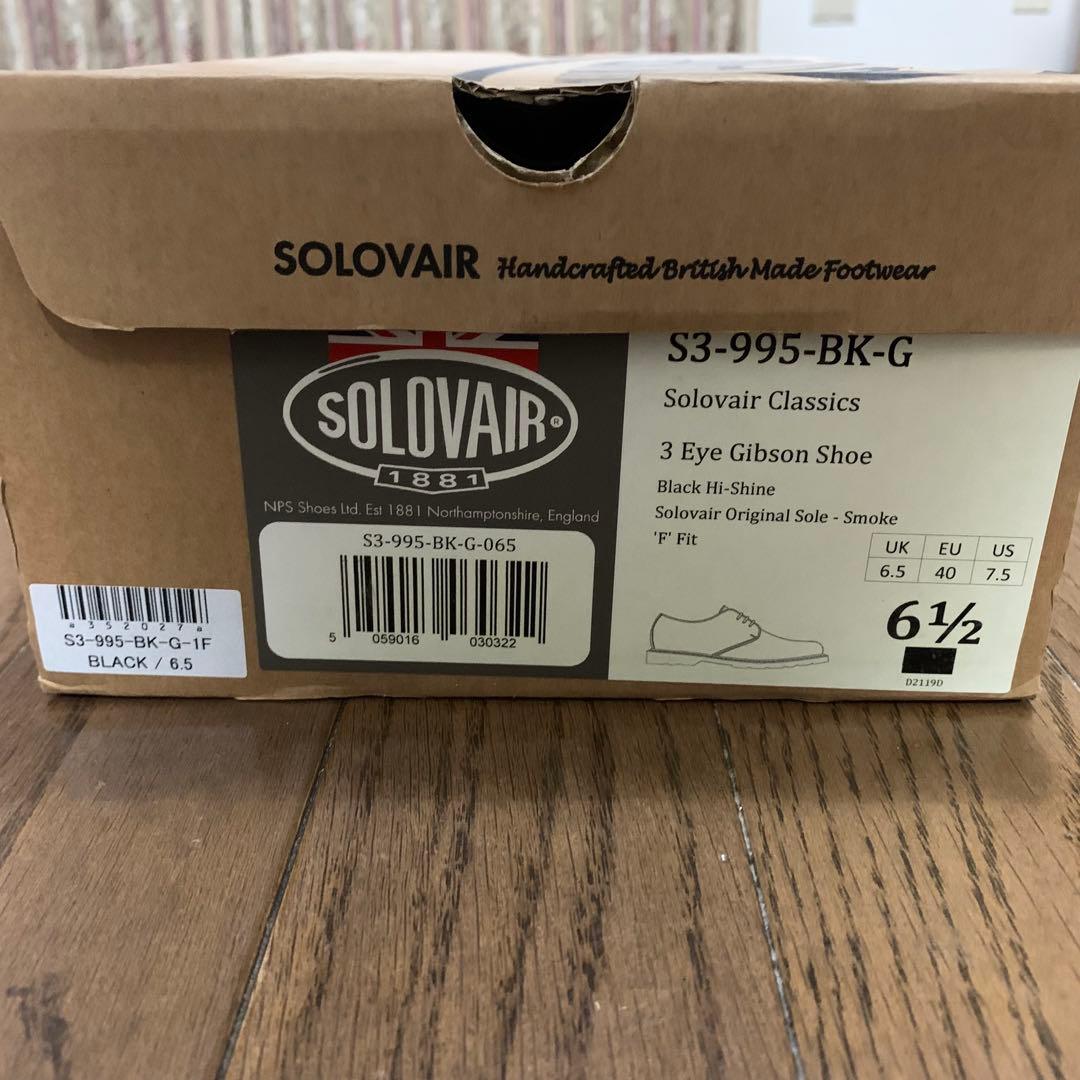 SOLOVAIR Handcrafted British Made Footwear
SOLOVAIR®
1881
NPS Shoes Ltd. Est 1881 Northamptonshire, England
S3-995-BK-G-065
5 059016 030322
S3-995-BK-G
Solovair Classics
3 Eye Gibson Shoe
Black Hi-Shine
Solovair Original Sole - Smoke
'F' Fit
UK EU US
6.5 40 7.5
6½
D2119D
a352027a
S3-995-BK-G-1F
BLACK / 6.5